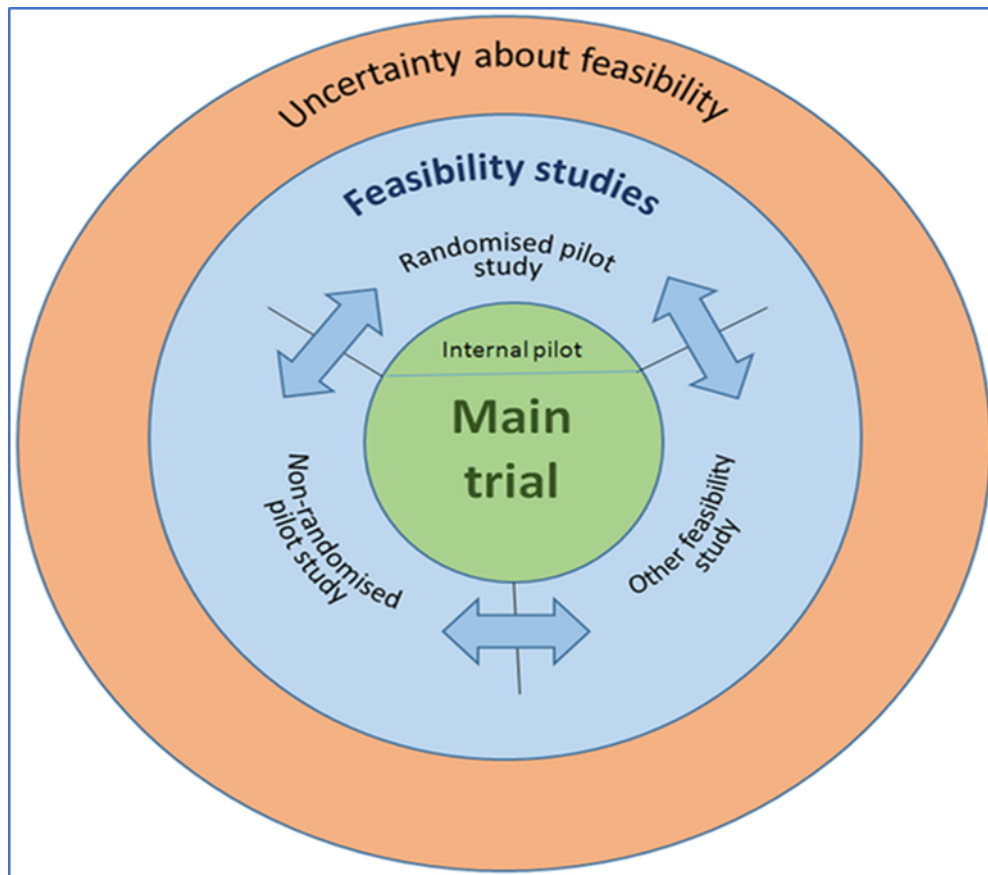 Uncertainty about feasibility
Feasibility studies
Randomised pilot
study
Internal pilot
Main
trial
Non-randomised
pilot study
Other feasibility
study